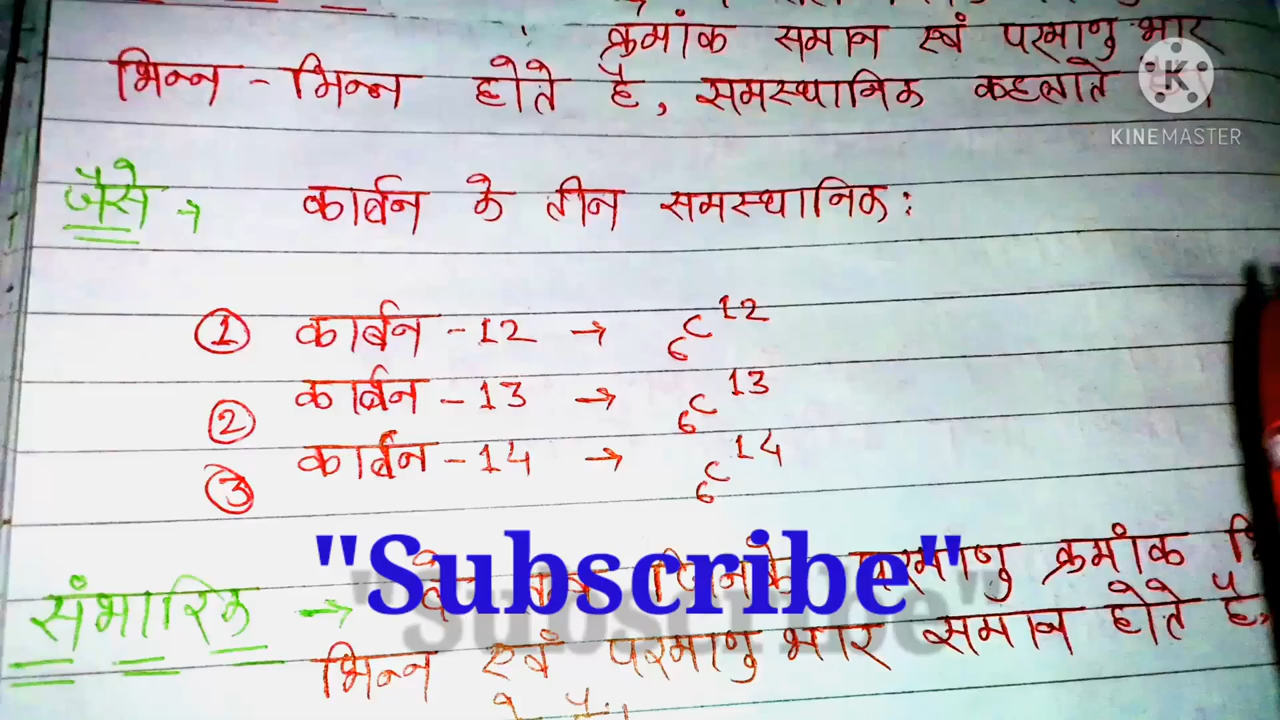 क्रमांक समान एवं परमाणु भार
भिन्न - भिन्न होते है, समस्थानिक कहलाते
KINEMASTER
जैसे → कार्बन के तीन समस्थानिक :
① कार्बन - 12 → ₆C¹²
② कार्बन - 13 → ₆C¹³
③ कार्बन - 14 → ₆C¹⁴
"Subscribe"
संभारिक → परमाणु क्रमांक
भिन्न एवं परमाणु भार समान होते है,